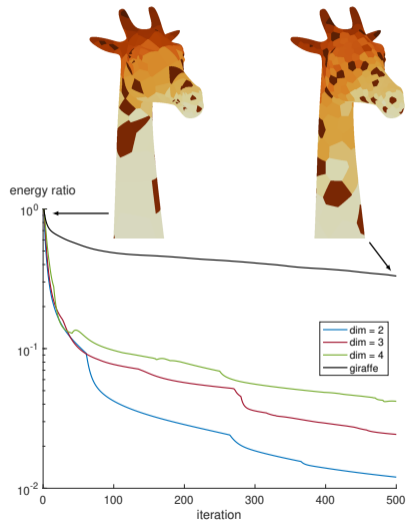 energy ratio
10^0
10^-1
10^-2
dim = 2
dim = 3
dim = 4
giraffe
0 100 200 300 400 500
iteration